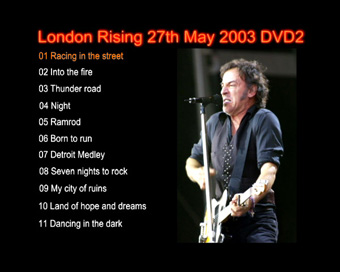 London Rising 27th May 2003 DVD2
01 Racing in the street
02 Into the fire
03 Thunder road
04 Night
05 Ramrod
06 Born to run
07 Detroit Medley
08 Seven nights to rock
09 My city of ruins
10 Land of hope and dreams
11 Dancing in the dark